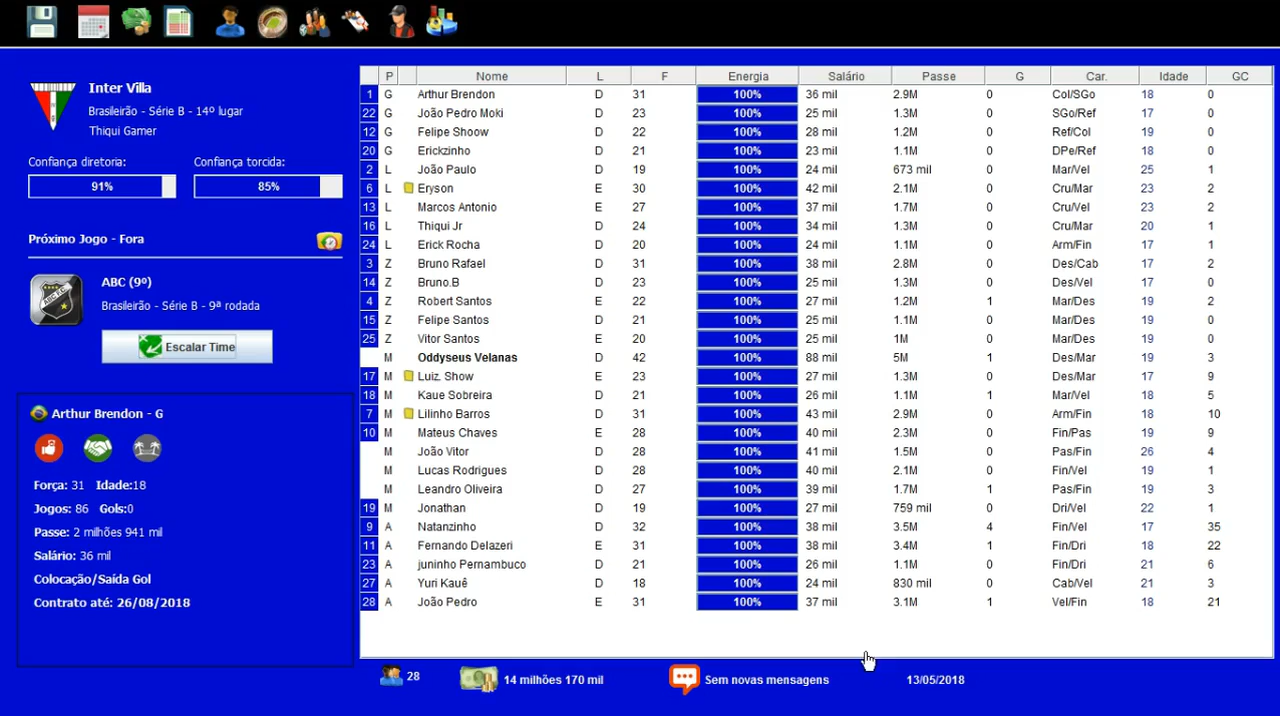 Inter Villa
Brasileirão - Série B - 14º lugar
Thiqui Gamer
Confiança diretoria: Confiança torcida:
91% 85%
Próximo Jogo - Fora
ABC (9º)
Brasileirão - Série B - 9ª rodada
Escalar Time
Arthur Brendon - G
Força: 31 Idade:18
Jogos: 86 Gols:0
Passe: 2 milhões 941 mil
Salário: 36 mil
Colocação/Saída Gol
Contrato até: 26/08/2018
P Nome L F Energia Salário Passe G Car. Idade GC
1 G Arthur Brendon D 31 100% 36 mil 2.9M 0 Col/SGo 18 0
22 G João Pedro Moki D 23 100% 25 mil 1.3M 0 SGo/Ref 17 0
12 G Felipe Shoow D 22 100% 28 mil 1.2M 0 Ref/Col 19 0
20 G Erickzinho D 21 100% 23 mil 1.1M 0 DPe/Ref 18 0
2 L João Paulo D 19 100% 24 mil 673 mil 0 Mar/Vel 25 1
6 L Eryson E 30 100% 42 mil 2.1M 0 Cru/Mar 23 2
13 L Marcos Antonio E 27 100% 37 mil 1.7M 0 Cru/Vel 23 2
16 L Thiqui Jr D 24 100% 34 mil 1.3M 0 Cru/Mar 20 1
24 L Erick Rocha D 20 100% 24 mil 1.1M 0 Arm/Fin 17 1
3 Z Bruno Rafael D 31 100% 38 mil 2.8M 0 Des/Cab 17 2
14 Z Bruno.B D 23 100% 25 mil 1.3M 0 Des/Vel 17 0
4 Z Robert Santos E 22 100% 27 mil 1.2M 1 Mar/Des 19 2
15 Z Felipe Santos D 21 100% 25 mil 1.1M 0 Mar/Des 19 0
25 Z Vitor Santos E 20 100% 25 mil 1M 0 Mar/Des 19 0
M Oddyseus Velanas D 42 100% 88 mil 5M 1 Des/Mar 19 3
17 M Luiz. Show E 23 100% 27 mil 1.3M 0 Des/Mar 17 9
18 M Kaue Sobreira D 21 100% 26 mil 1.1M 1 Mar/Vel 18 5
7 M Lilinho Barros D 31 100% 43 mil 2.9M 0 Arm/Fin 18 10
10 M Mateus Chaves E 28 100% 40 mil 2.3M 0 Fin/Pas 19 9
M João Vitor D 28 100% 41 mil 1.5M 0 Pas/Fin 26 4
M Lucas Rodrigues D 28 100% 40 mil 2.1M 0 Fin/Vel 19 1
M Leandro Oliveira D 27 100% 39 mil 1.7M 1 Pas/Fin 19 3
19 M Jonathan D 19 100% 27 mil 759 mil 0 Dri/Vel 22 1
9 A Natanzinho D 32 100% 38 mil 3.5M 4 Fin/Vel 17 35
11 A Fernando Delazeri E 31 100% 38 mil 3.4M 1 Fin/Dri 18 22
23 A juninho Pernambuco D 21 100% 26 mil 1.1M 0 Fin/Dri 21 6
27 A Yuri Kauê D 18 100% 24 mil 830 mil 0 Cab/Vel 21 3
28 A João Pedro E 31 100% 37 mil 3.1M 1 Vel/Fin 18 21
28 14 milhões 170 mil Sem novas mensagens 13/05/2018